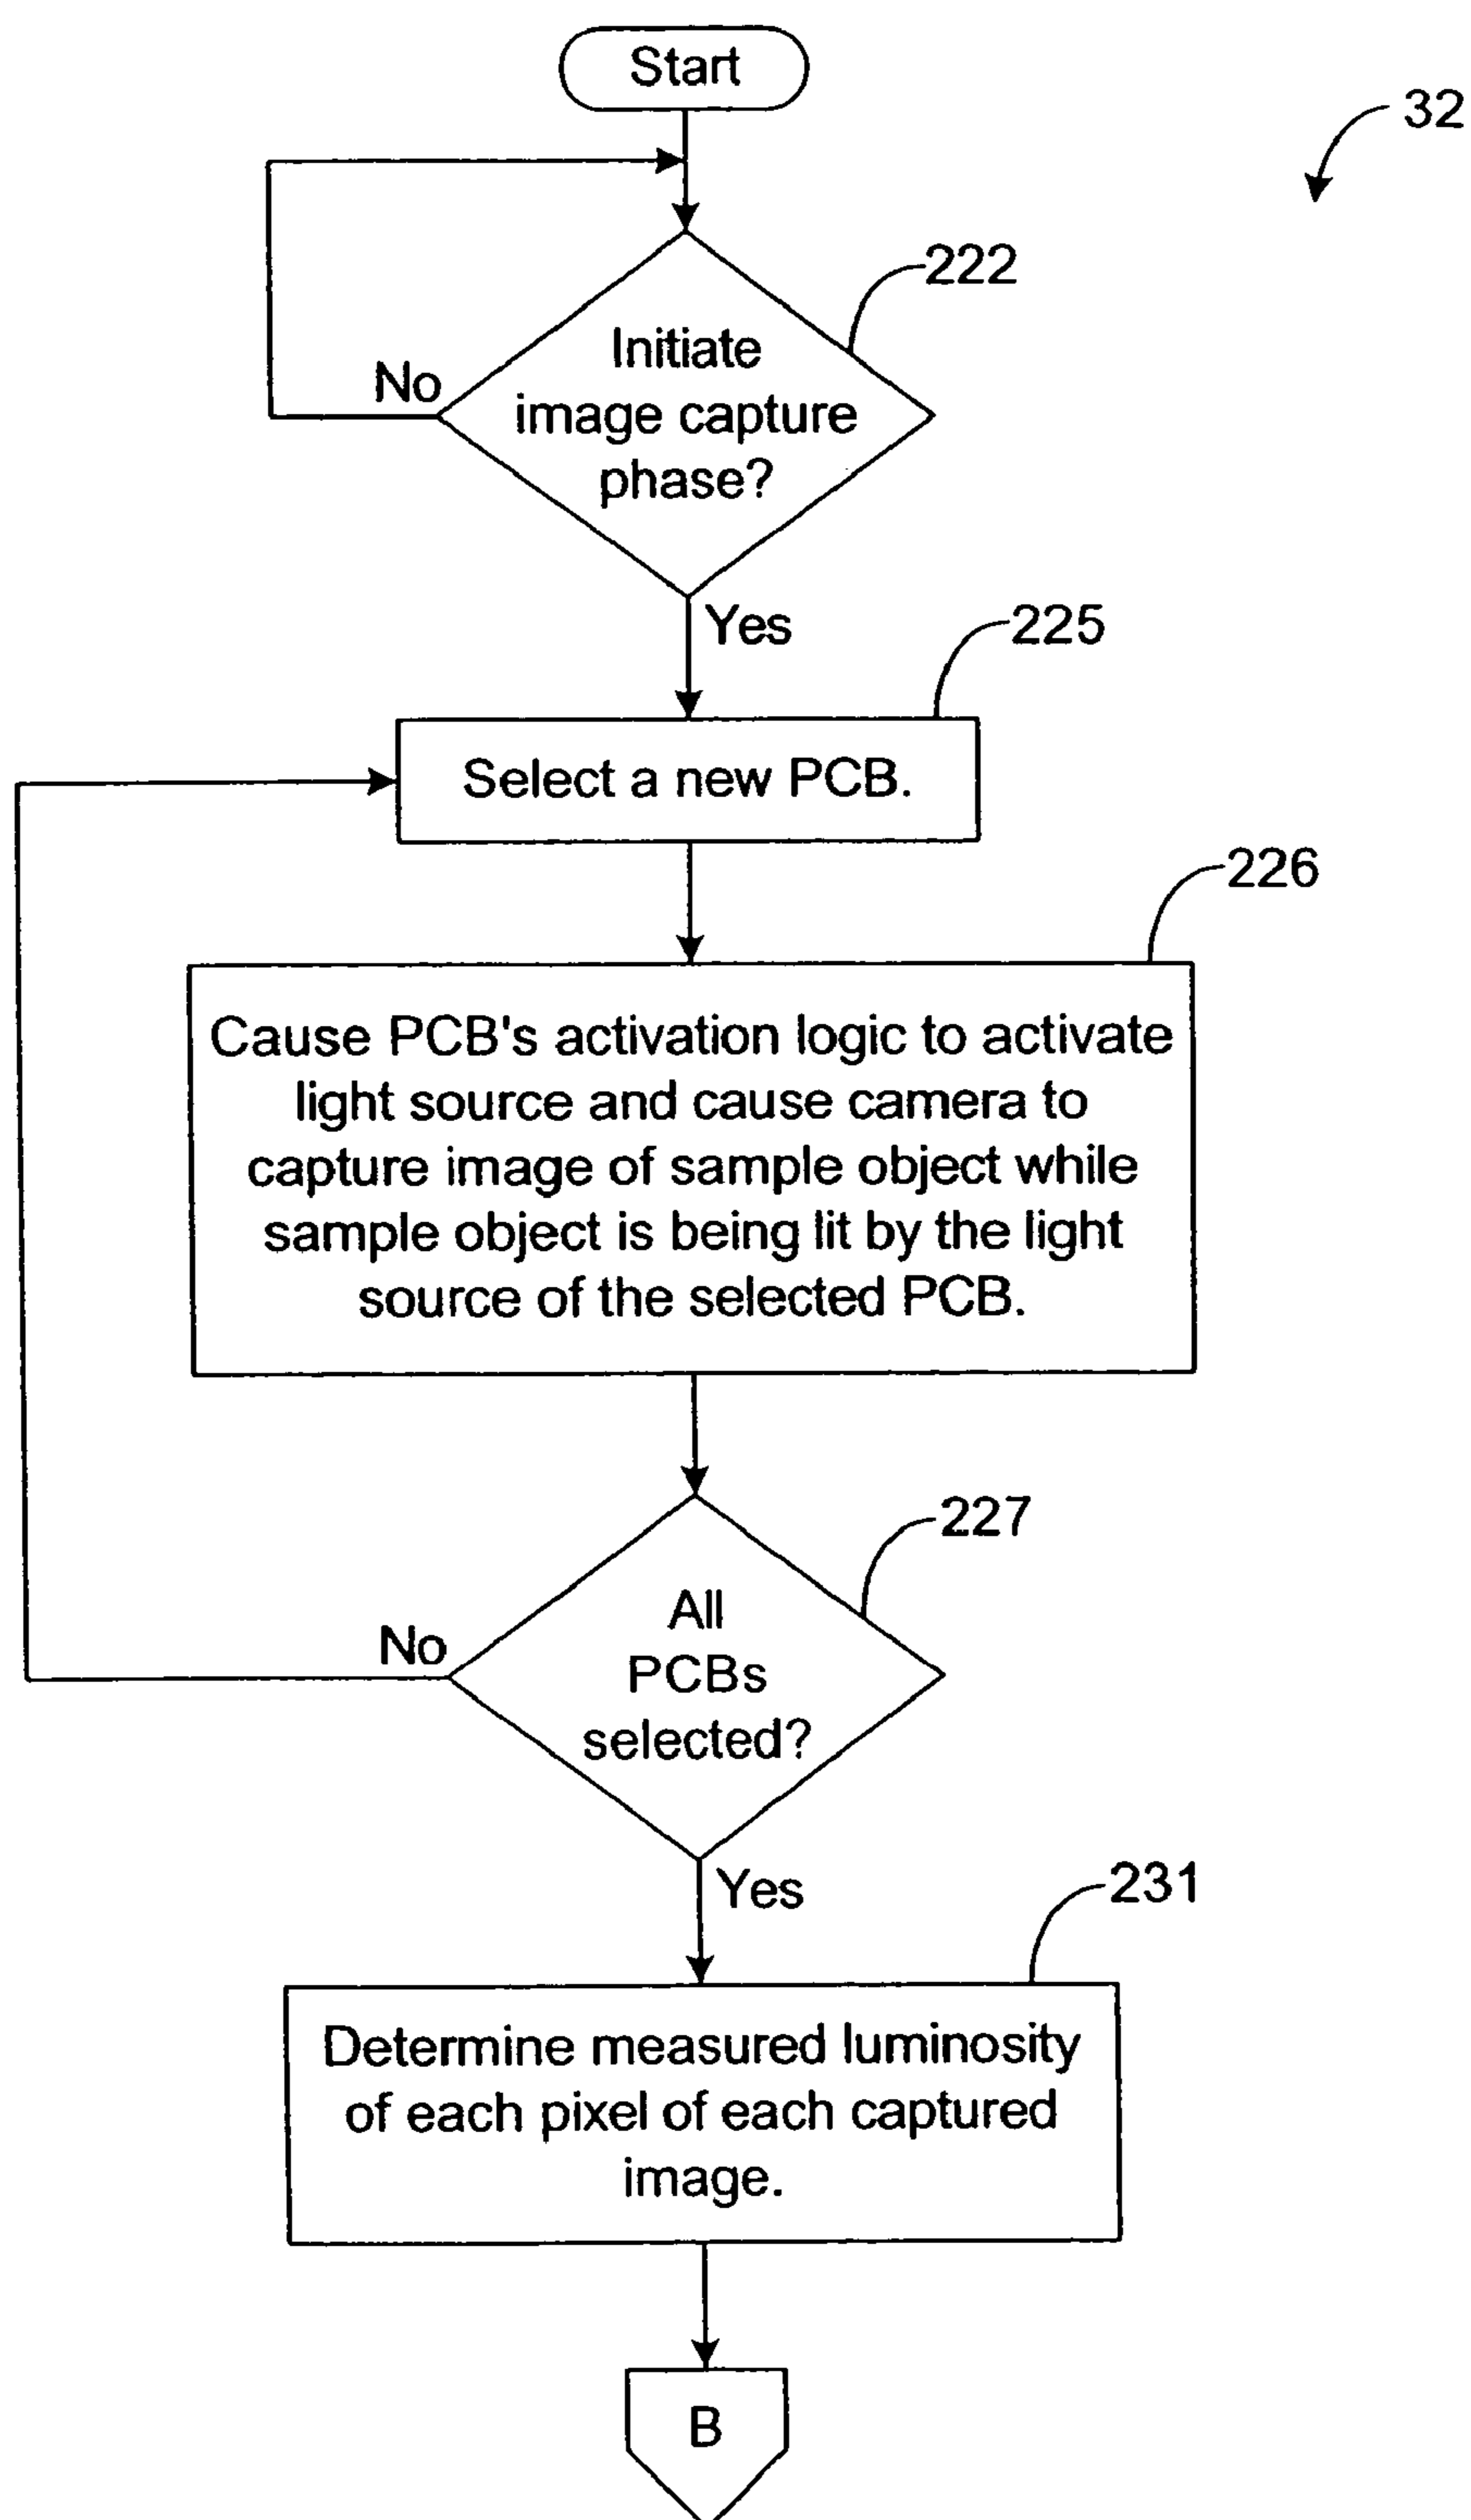 Start
32
222
Initiate
image capture
phase?
No
Yes
225
Select a new PCB.
226
Cause PCB's activation logic to activate
light source and cause camera to
capture image of sample object while
sample object is being lit by the light
source of the selected PCB.
227
All
PCBs
selected?
No
Yes
231
Determine measured luminosity
of each pixel of each captured
image.
B